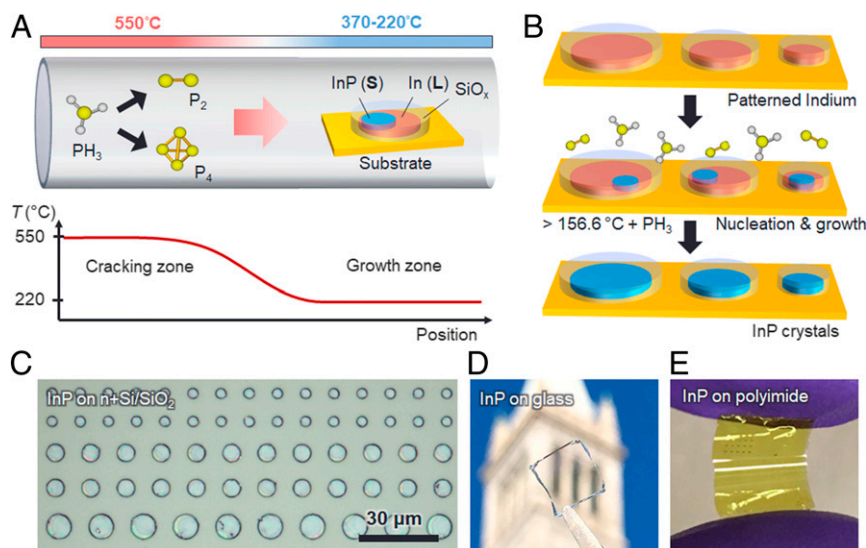 A
550°C
370-220°C
PH₃
P₂
P₄
InP (S)
In (L)
SiOₓ
Substrate
T (°C)
550
220
Cracking zone
Growth zone
Position
B
Patterned Indium
> 156.6 °C + PH₃
Nucleation & growth
InP crystals
C
InP on n+Si/SiO₂
30 µm
D
InP on glass
E
InP on polyimide